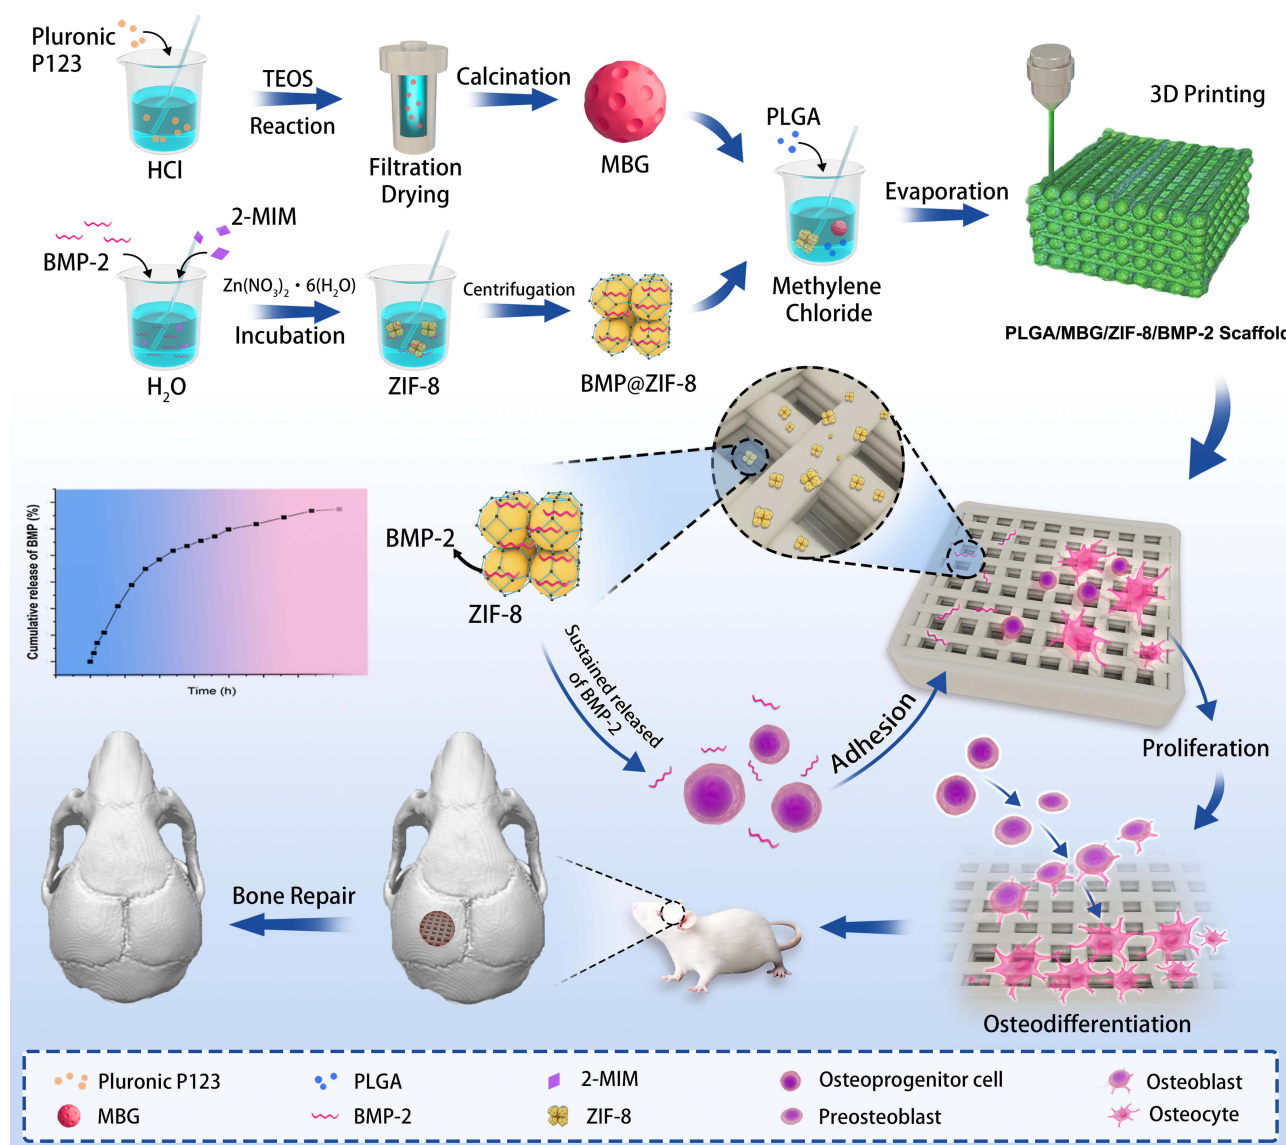 Pluronic
P123
HCl
TEOS
Reaction
Filtration
Drying
Calcination
MBG
PLGA
Methylene
Chloride
Evaporation
3D Printing
PLGA/MBG/ZIF-8/BMP-2 Scaffold
BMP-2
2-MIM
H2O
Zn(NO3)2 · 6(H2O)
Incubation
ZIF-8
Centrifugation
BMP@ZIF-8
Cumulative release of BMP (%)
Time (h)
BMP-2
ZIF-8
Sustained released
of BMP-2
Adhesion
Proliferation
Osteodifferentiation
Bone Repair
Pluronic P123
PLGA
2-MIM
Osteoprogenitor cell
Osteoblast
MBG
BMP-2
ZIF-8
Preosteoblast
Osteocyte